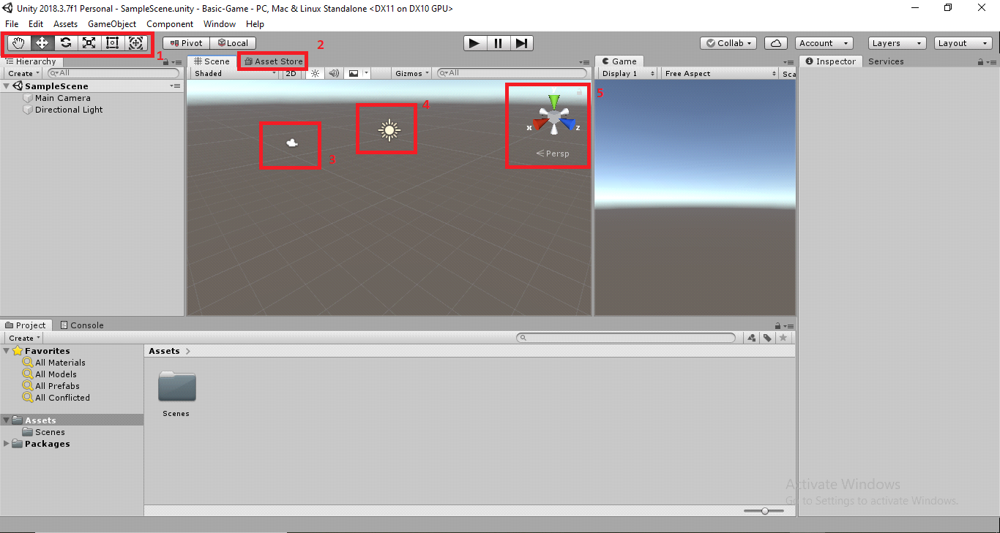 Unity 2018.3.7f1 Personal - SampleScene.unity - Basic-Game - PC, Mac & Linux Standalone <DX11 on DX10 GPU>
File Edit Assets GameObject Component Window Help
Pivot Local 2 Collab Account Layers Layout
1
Hierarchy Scene Asset Store Game Inspector Services
Create All Shaded 2D Gizmos All Display 1 Free Aspect Sca
SampleScene
Main Camera
Directional Light
4 5
x z
3 Persp
Project Console
Create
Favorites Assets
All Materials
All Models
All Prefabs
All Conflicted
Scenes
Assets
Scenes
Packages
Activate Windows
Go to Settings to activate Windows.